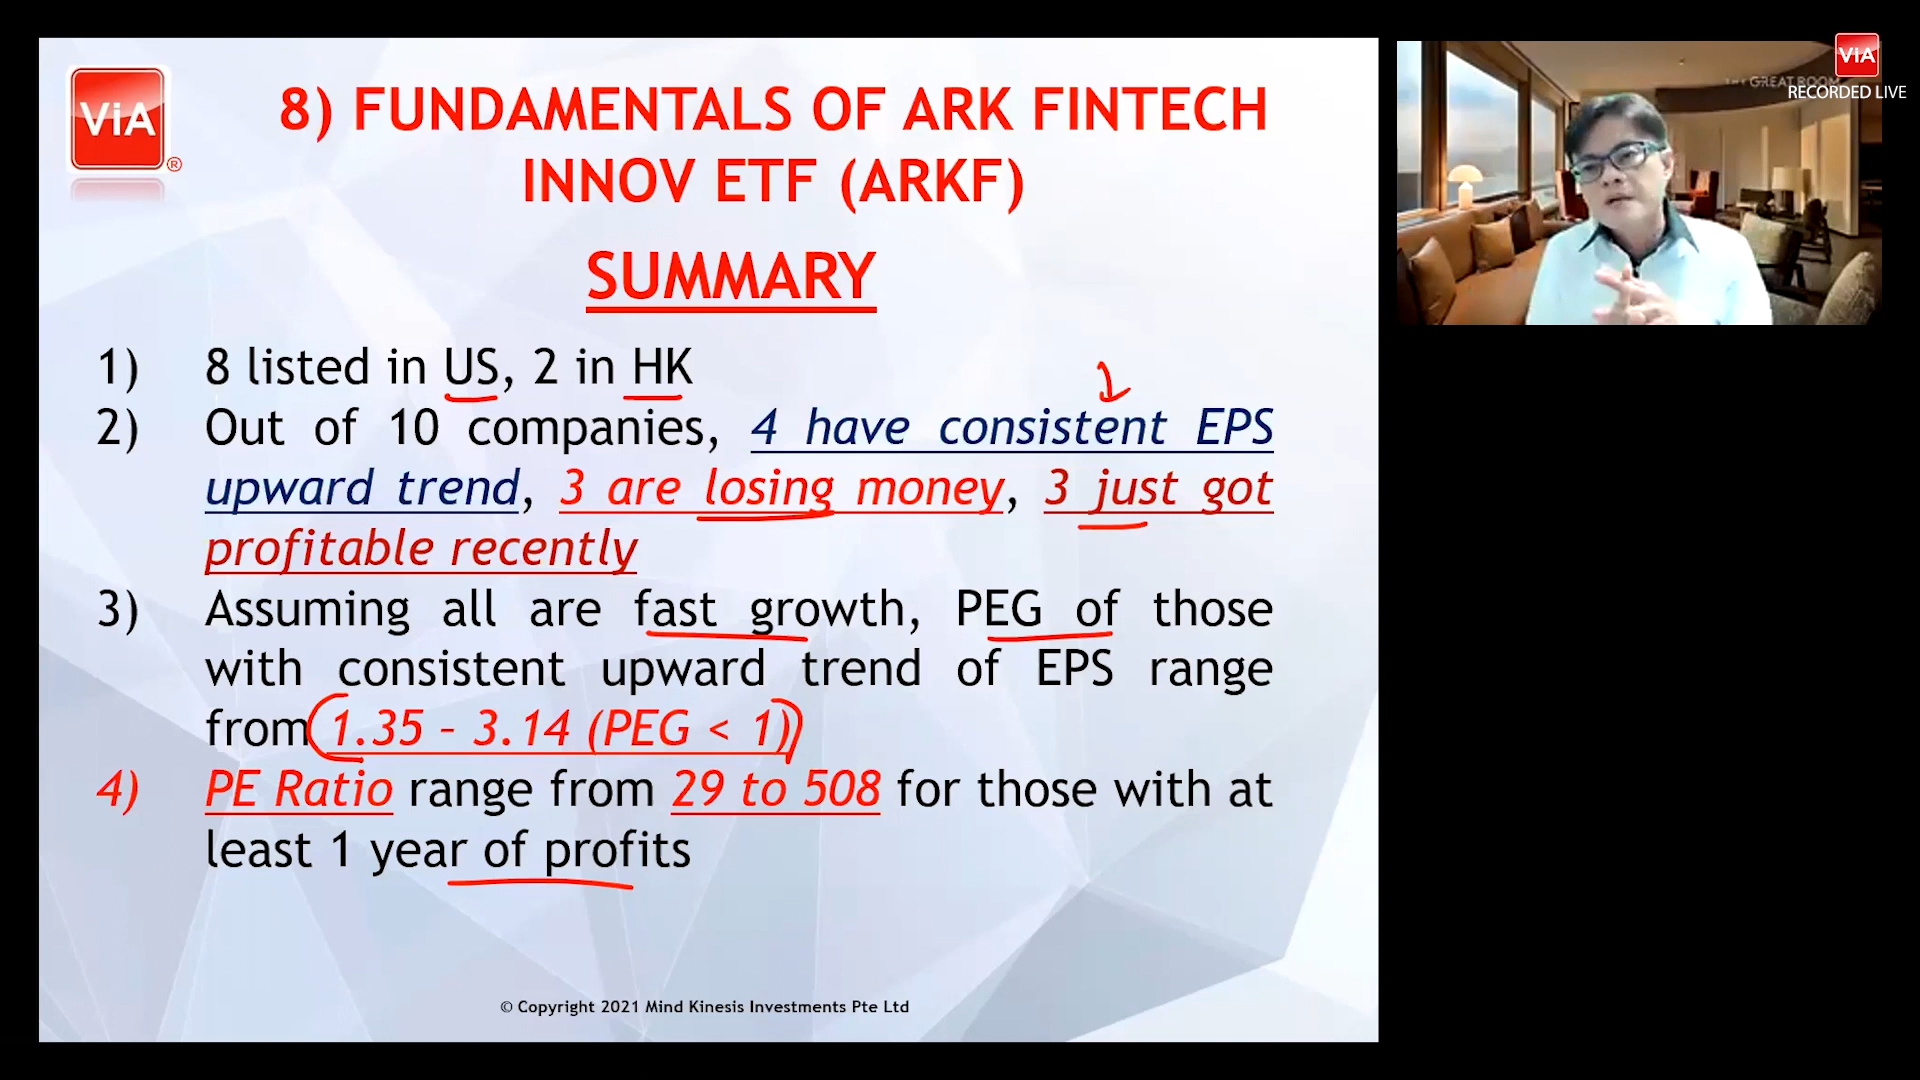 ViA
®
8) FUNDAMENTALS OF ARK FINTECH
INNOV ETF (ARKF)
SUMMARY
1) 8 listed in US, 2 in HK
2) Out of 10 companies, 4 have consistent EPS
upward trend, 3 are losing money, 3 just got
profitable recently
3) Assuming all are fast growth, PEG of those
with consistent upward trend of EPS range
from 1.35 – 3.14 (PEG < 1)
4) PE Ratio range from 29 to 508 for those with at
least 1 year of profits
© Copyright 2021 Mind Kinesis Investments Pte Ltd
ViA
GREAT ROOM
RECORDED LIVE